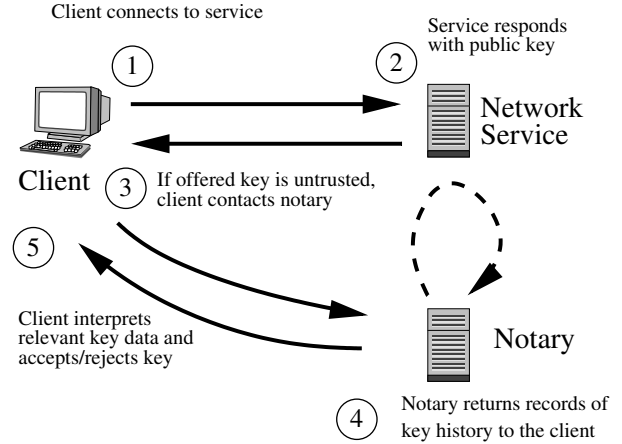 Client connects to service
1
2
Service responds
with public key
Network
Service
Client
3
If offered key is untrusted,
client contacts notary
5
Client interprets
relevant key data and
accepts/rejects key
Notary
4
Notary returns records of
key history to the client